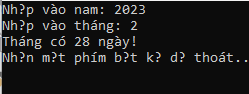 Nh?p vào nam: 2023
Nh?p vào tháng: 2
Tháng có 28 ngày!
Nh?n m?t phím b?t k? d? thoát..